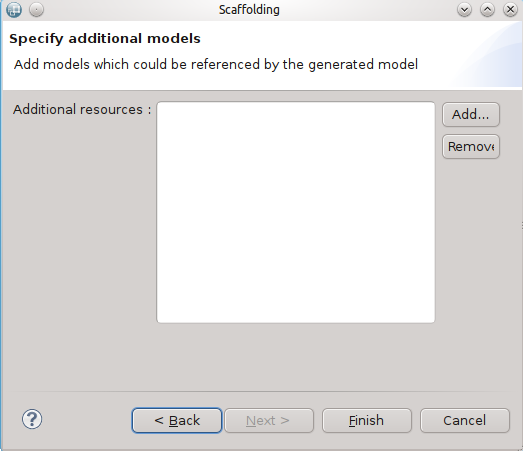 Scaffolding
Specify additional models
Add models which could be referenced by the generated model
Additional resources :
Add...
Remove
?
< Back
Next >
Finish
Cancel